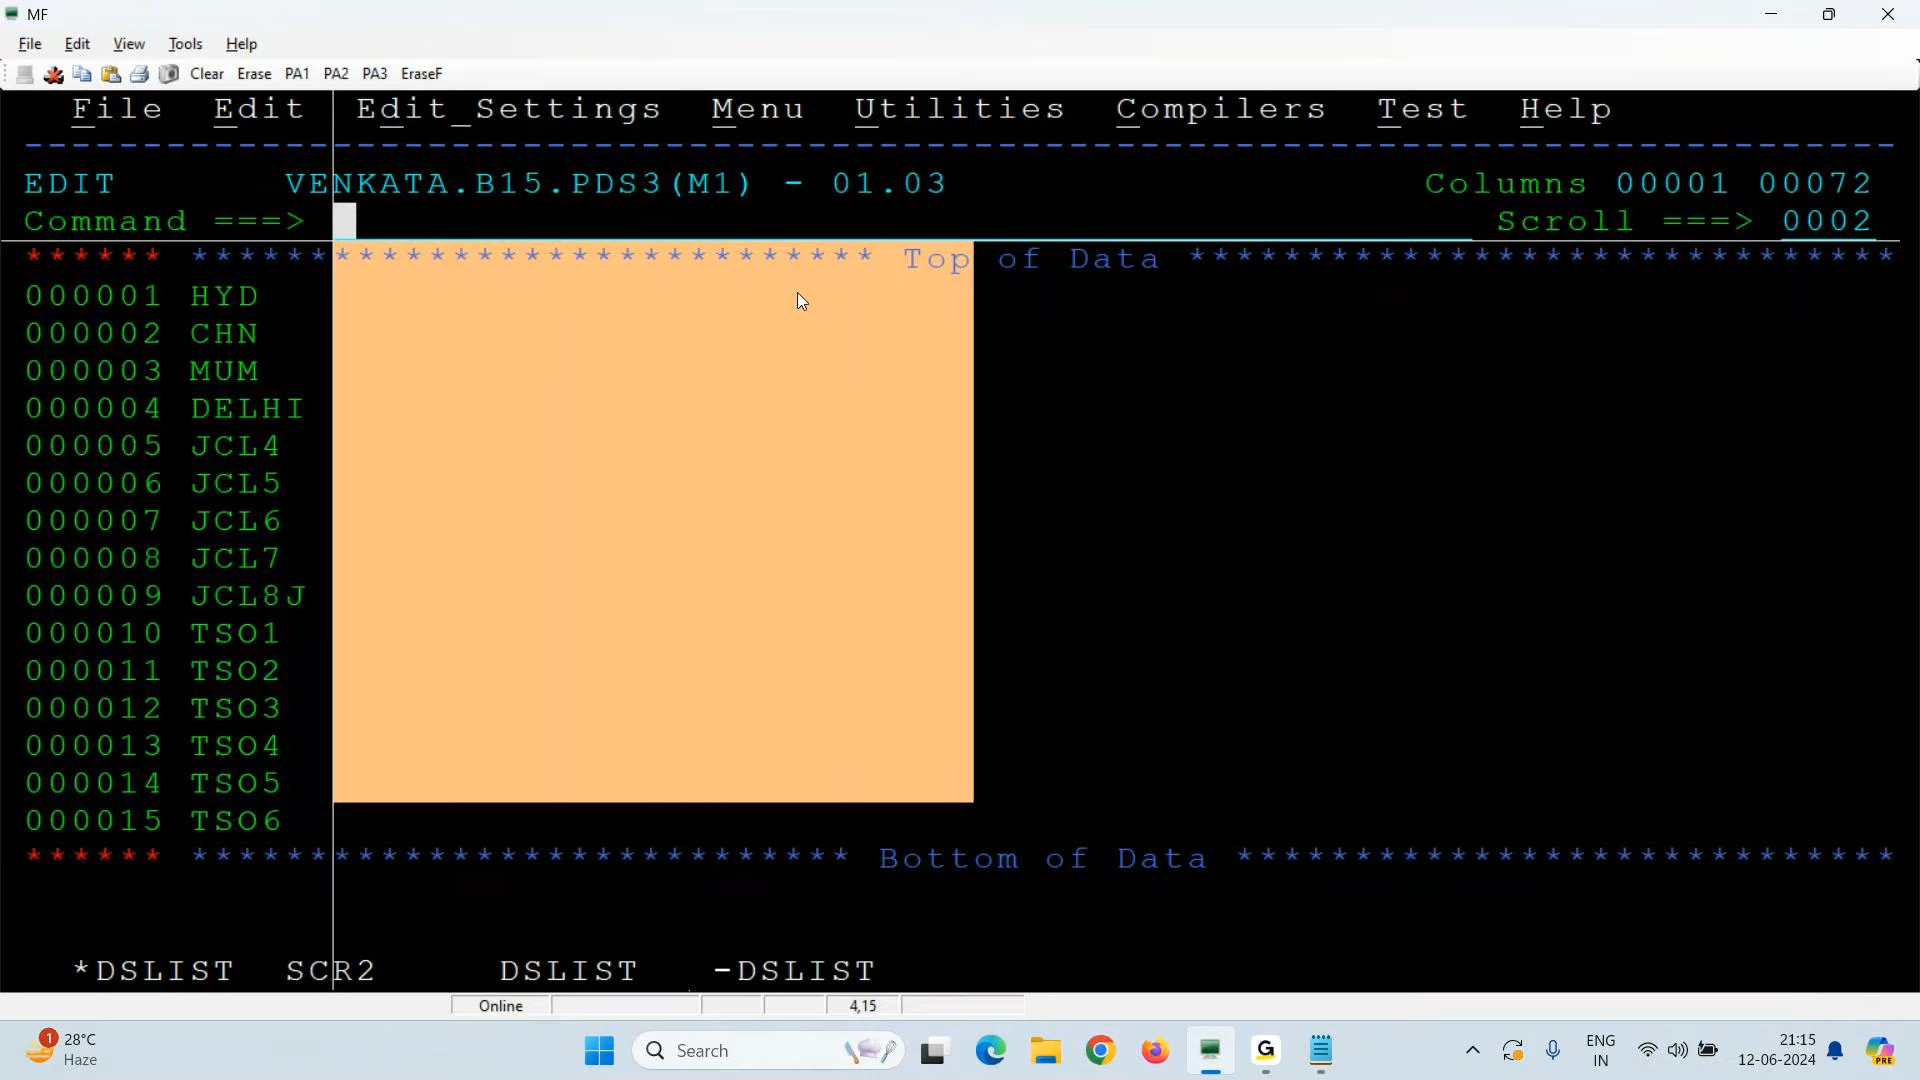 MF
File Edit View Tools Help
Clear Erase PA1 PA2 PA3 EraseF
File Edit Edit_Settings Menu Utilities Compilers Test Help
------------------------------------------------------------------------------
EDIT VENKATA.B15.PDS3(M1) - 01.03 Columns 00001 00072
Command ===> Scroll ===> 0002
****** ***************************** Top of Data ******************************
000001 HYD
000002 CHN
000003 MUM
000004 DELHI
000005 JCL4
000006 JCL5
000007 JCL6
000008 JCL7
000009 JCL8J
000010 TSO1
000011 TSO2
000012 TSO3
000013 TSO4
000014 TSO5
000015 TSO6
****** **************************** Bottom of Data ****************************
*DSLIST SCR2 DSLIST -DSLIST
Online 4,15
1 28°C
Haze
Search
ENG
IN
21:15
12-06-2024
PRE